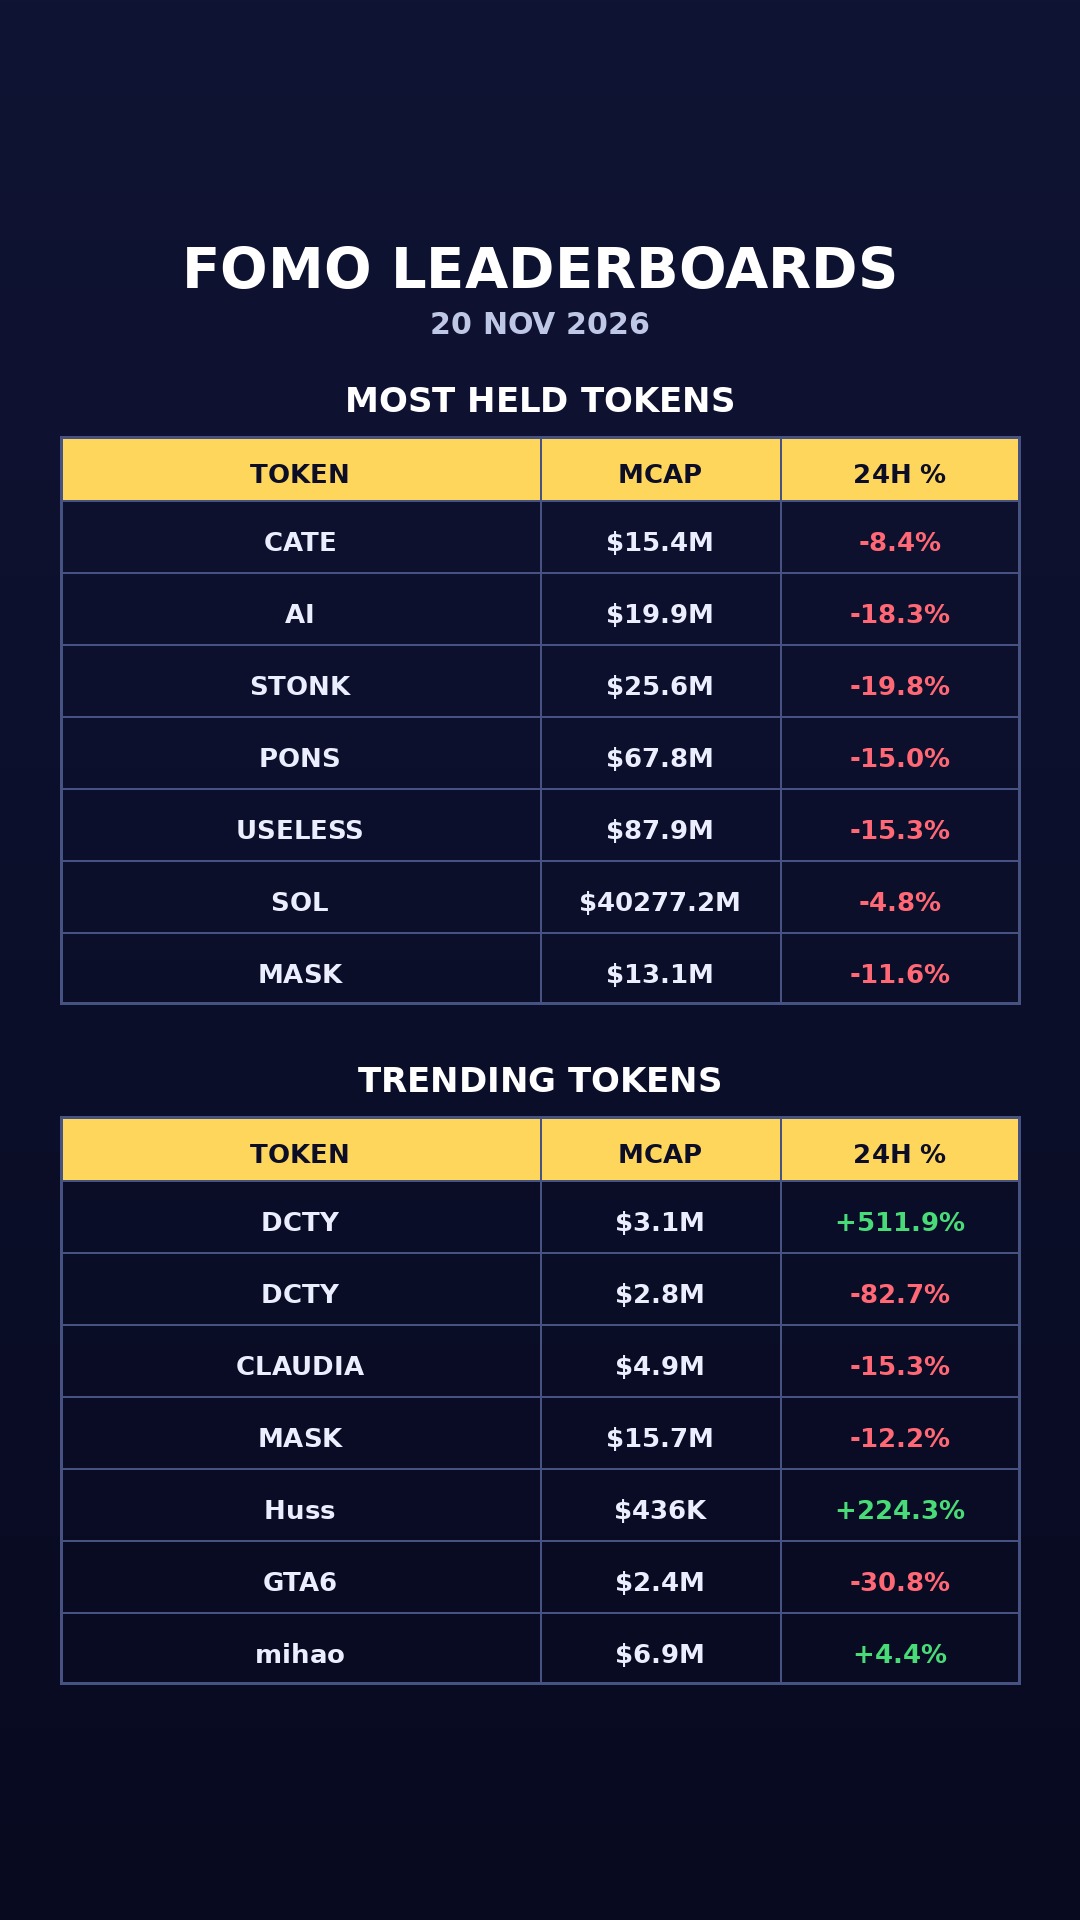 FOMO LEADERBOARDS
20 NOV 2026
MOST HELD TOKENS
TOKEN MCAP 24H %
CATE $15.4M -8.4%
AI $19.9M -18.3%
STONK $25.6M -19.8%
PONS $67.8M -15.0%
USELESS $87.9M -15.3%
SOL $40277.2M -4.8%
MASK $13.1M -11.6%
TRENDING TOKENS
TOKEN MCAP 24H %
DCTY $3.1M +511.9%
DCTY $2.8M -82.7%
CLAUDIA $4.9M -15.3%
MASK $15.7M -12.2%
Huss $436K +224.3%
GTA6 $2.4M -30.8%
mihao $6.9M +4.4%